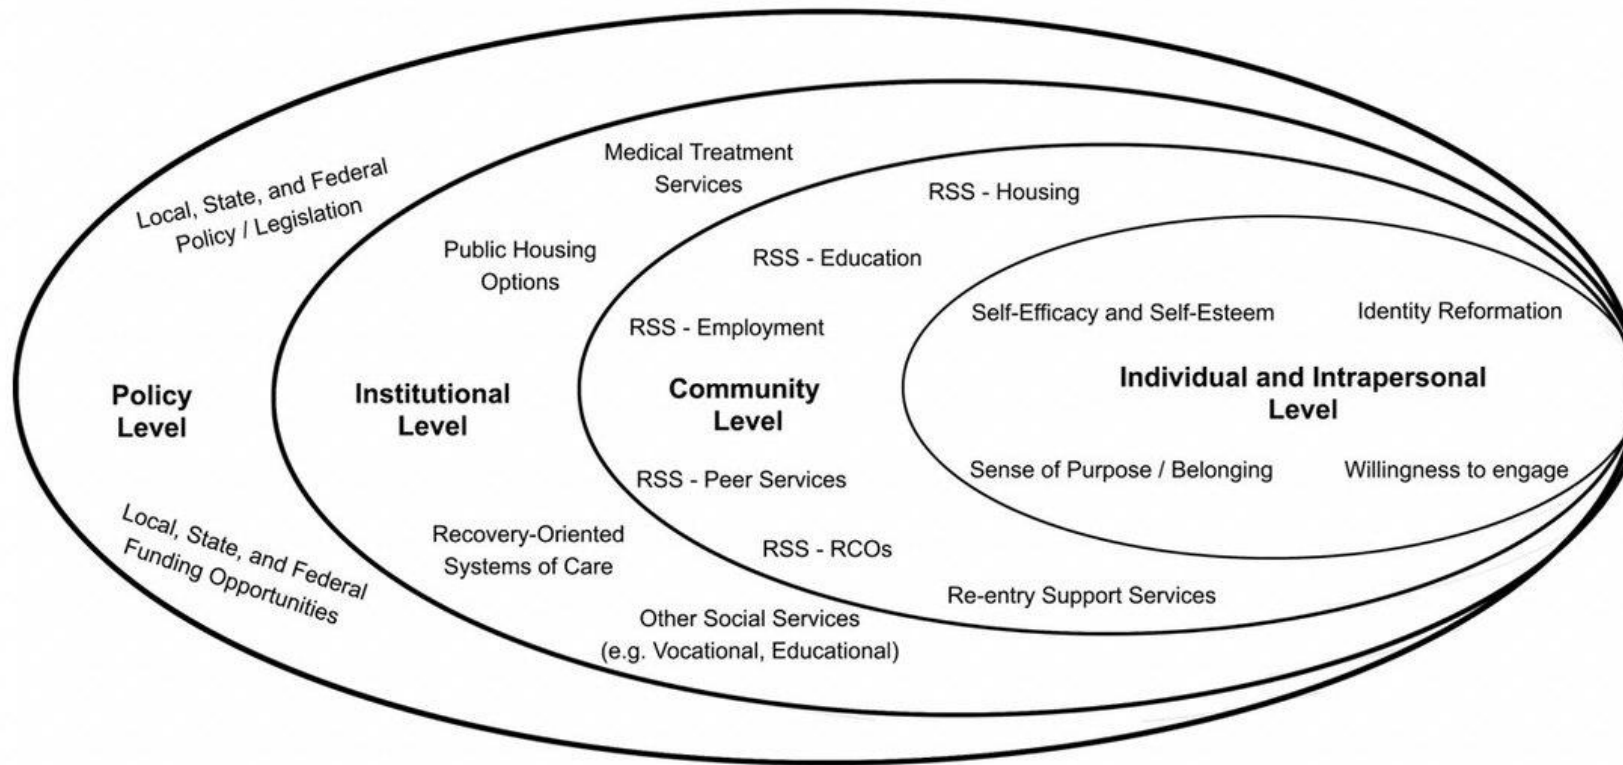 Local, State, and Federal
Policy / Legislation
Policy
Level
Local, State, and Federal
Funding Opportunities
Medical Treatment
Services
Public Housing
Options
Institutional
Level
Recovery-Oriented
Systems of Care
Other Social Services
(e.g. Vocational, Educational)
RSS - Housing
RSS - Education
RSS - Employment
Community
Level
RSS - Peer Services
RSS - RCOs
Re-entry Support Services
Self-Efficacy and Self-Esteem
Identity Reformation
Individual and Intrapersonal
Level
Sense of Purpose / Belonging
Willingness to engage